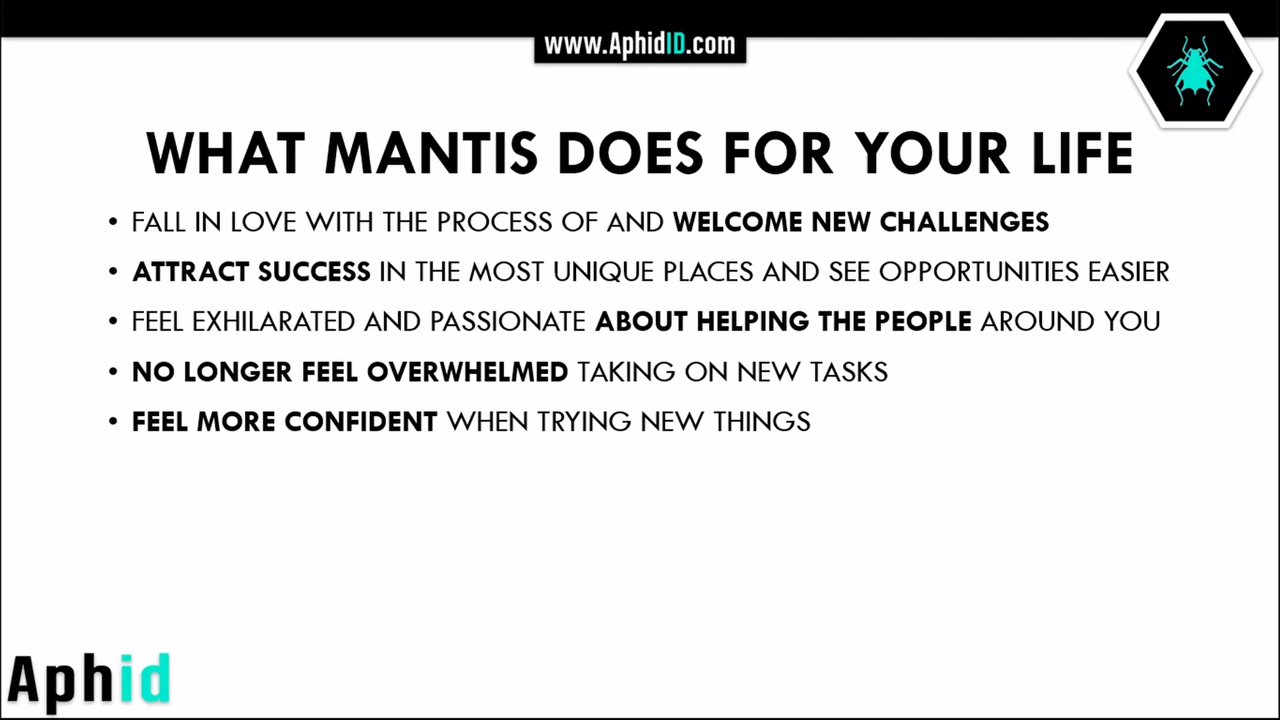 www.AphidID.com
WHAT MANTIS DOES FOR YOUR LIFE
• FALL IN LOVE WITH THE PROCESS OF AND WELCOME NEW CHALLENGES
• ATTRACT SUCCESS IN THE MOST UNIQUE PLACES AND SEE OPPORTUNITIES EASIER
• FEEL EXHILARATED AND PASSIONATE ABOUT HELPING THE PEOPLE AROUND YOU
• NO LONGER FEEL OVERWHELMED TAKING ON NEW TASKS
• FEEL MORE CONFIDENT WHEN TRYING NEW THINGS
Aphid